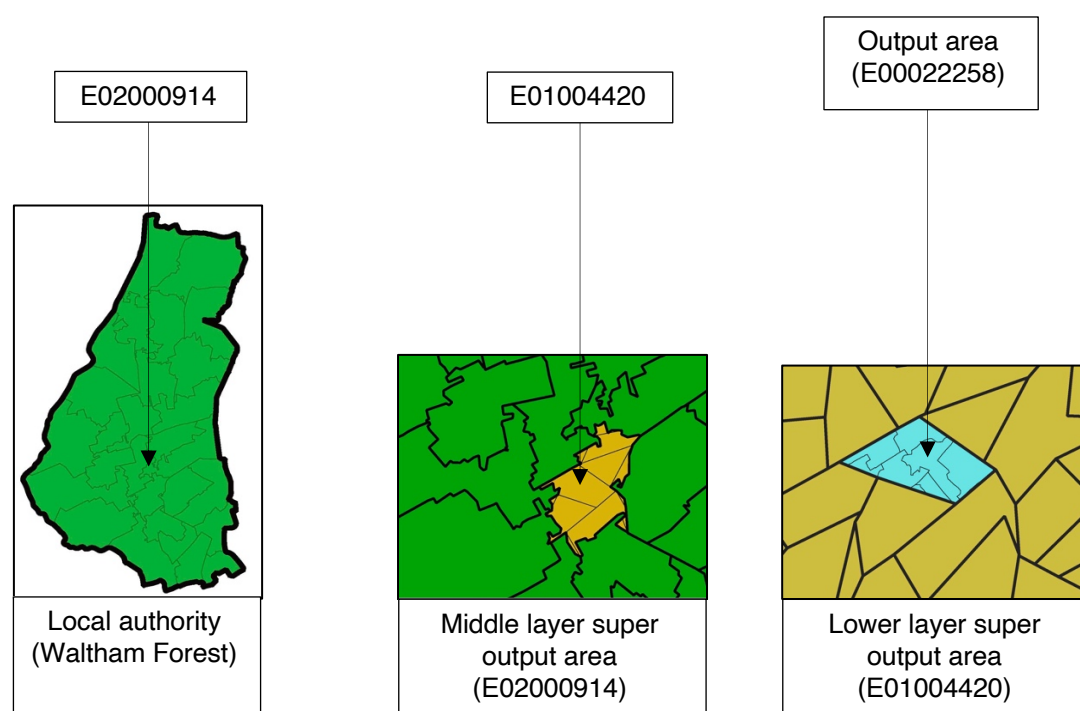 E02000914
E01004420
Output area
(E00022258)
Local authority
(Waltham Forest)
Middle layer super
output area
(E02000914)
Lower layer super
output area
(E01004420)